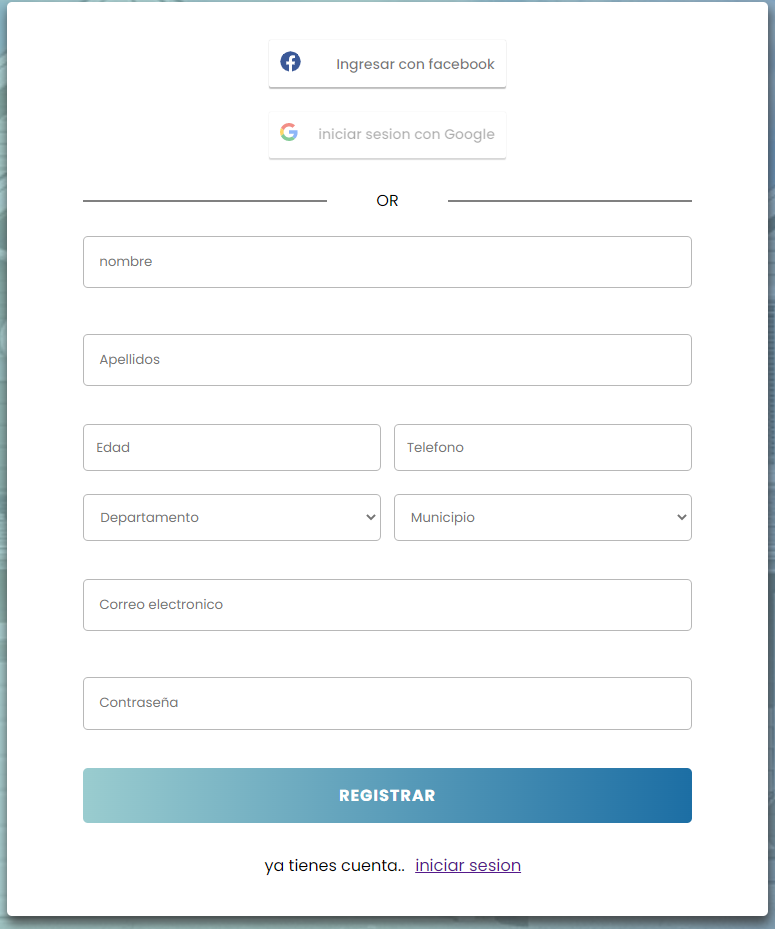 Ingresar con facebook
iniciar sesion con Google
OR
nombre
Apellidos
Edad
Telefono
Departamento
Municipio
Correo electronico
Contraseña
REGISTRAR
ya tienes cuenta.. iniciar sesion